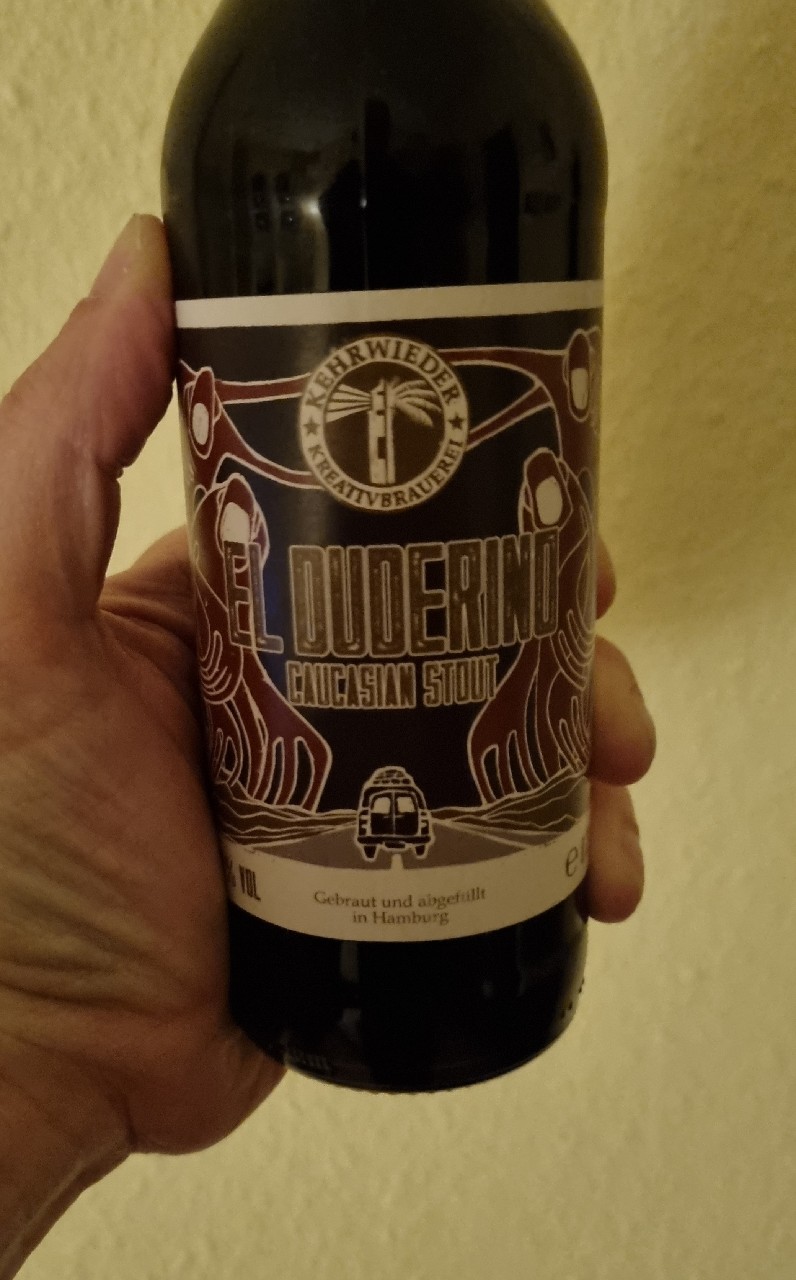 KEHRWIEDER
KREATIVBRAUEREI
EL DUDERINO
CAUCASIAN STOUT
% VOL
e
Gebraut und abgefüllt
in Hamburg